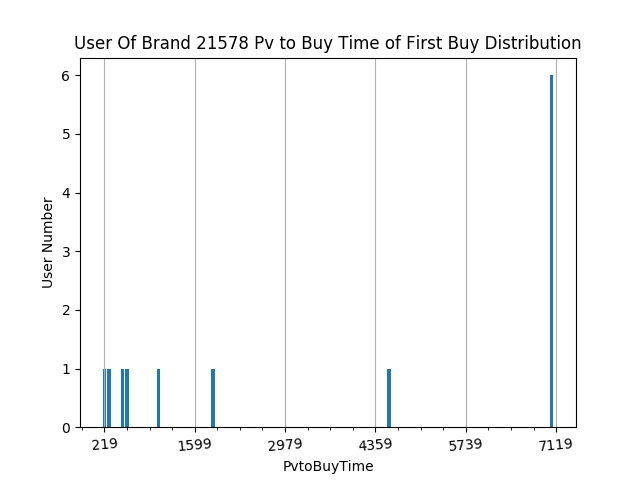 User Of Brand 21578 Pv to Buy Time of First Buy Distribution
6
5
4
3
2
1
0
User Number
219 1599 2979 4359 5739 7119
PvtoBuyTime